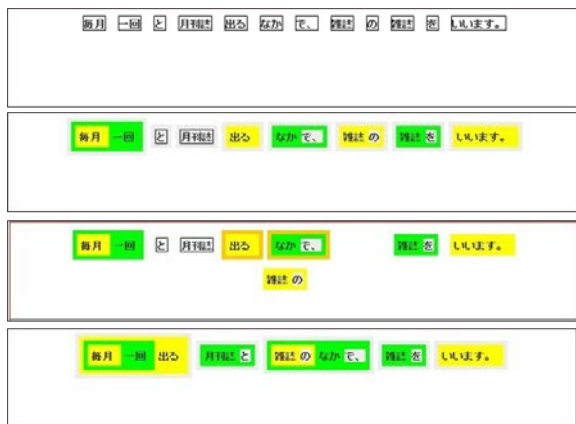 毎月 一回 と 月刊誌 出る なか で、 雑誌 の 雑誌 を いいます。
毎月 一回 と 月刊誌 出る なか で、 雑誌 の 雑誌 を いいます。
毎月 一回 と 月刊誌 出る なか で、 雑誌 を いいます。
雑誌 の
毎月 一回 出る 月刊誌 と 雑誌 の なか で、 雑誌 を いいます。